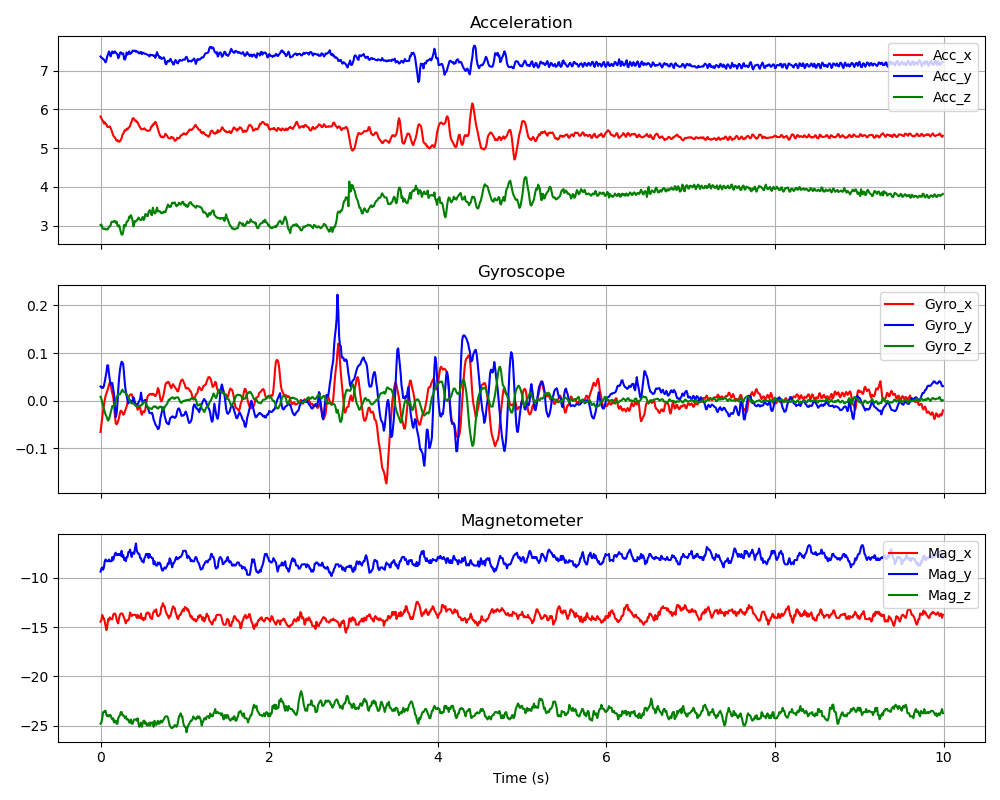 Acceleration
7
6
5
4
3
Acc_x
Acc_y
Acc_z
Gyroscope
0.2
0.1
0.0
−0.1
Gyro_x
Gyro_y
Gyro_z
Magnetometer
−10
−15
−20
−25
Mag_x
Mag_y
Mag_z
0 2 4 6 8 10
Time (s)